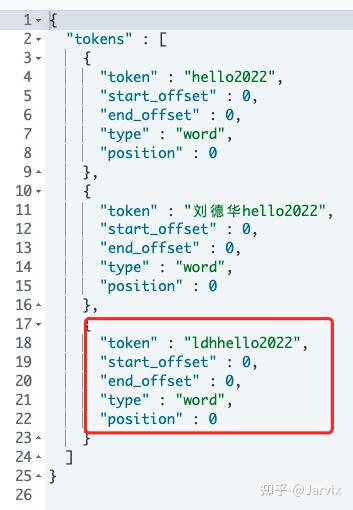 1 {
2 "tokens" : [
3 {
4 "token" : "hello2022",
5 "start_offset" : 0,
6 "end_offset" : 0,
7 "type" : "word",
8 "position" : 0
9 },
10 {
11 "token" : "刘德华hello2022",
12 "start_offset" : 0,
13 "end_offset" : 0,
14 "type" : "word",
15 "position" : 0
16 },
17 {
18 "token" : "ldhhello2022",
19 "start_offset" : 0,
20 "end_offset" : 0,
21 "type" : "word",
22 "position" : 0
23 }
24 ]
25 }
26
知乎 @Jarvix